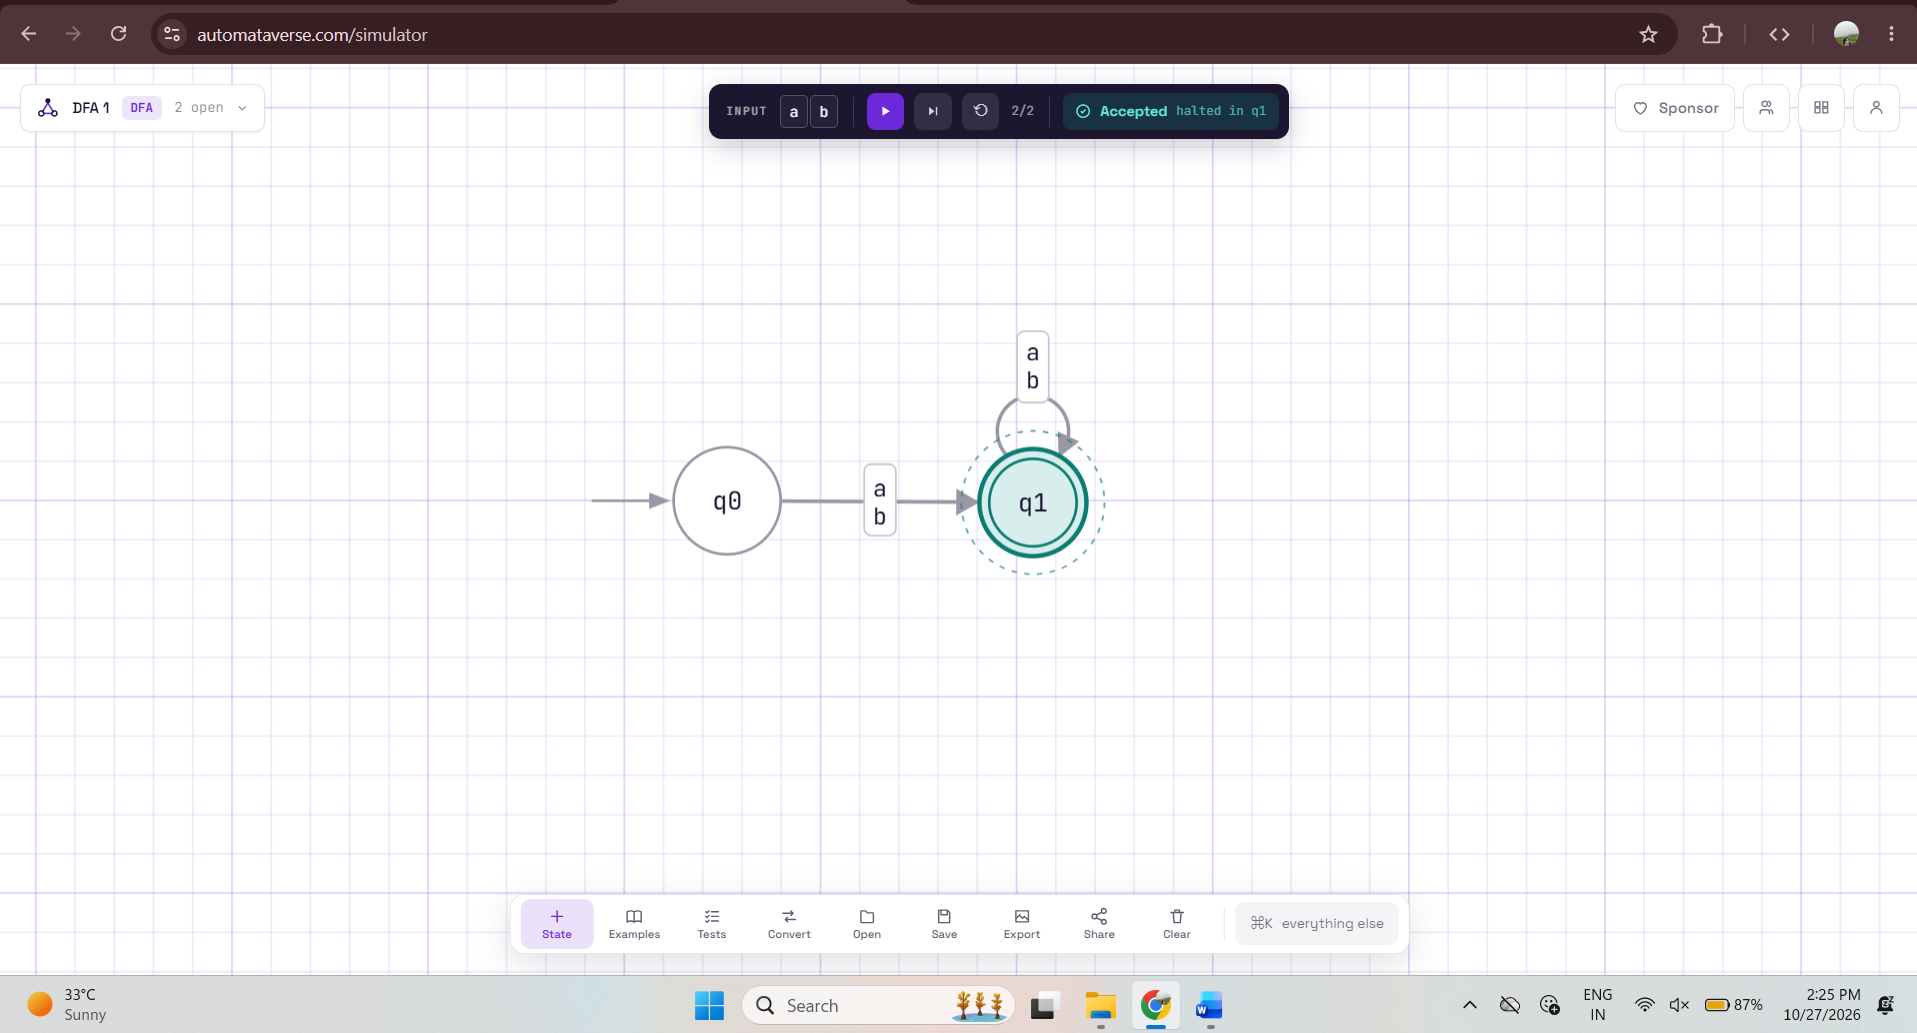 automataverse.com/simulator
DFA 1 DFA 2 open
INPUT a b 2/2 Accepted halted in q1
Sponsor
a
b
q0
a
b
q1
State Examples Tests Convert Open Save Export Share Clear ⌘K everything else
33°C
Sunny
Search
ENG
IN
87%
2:25 PM
10/27/2026